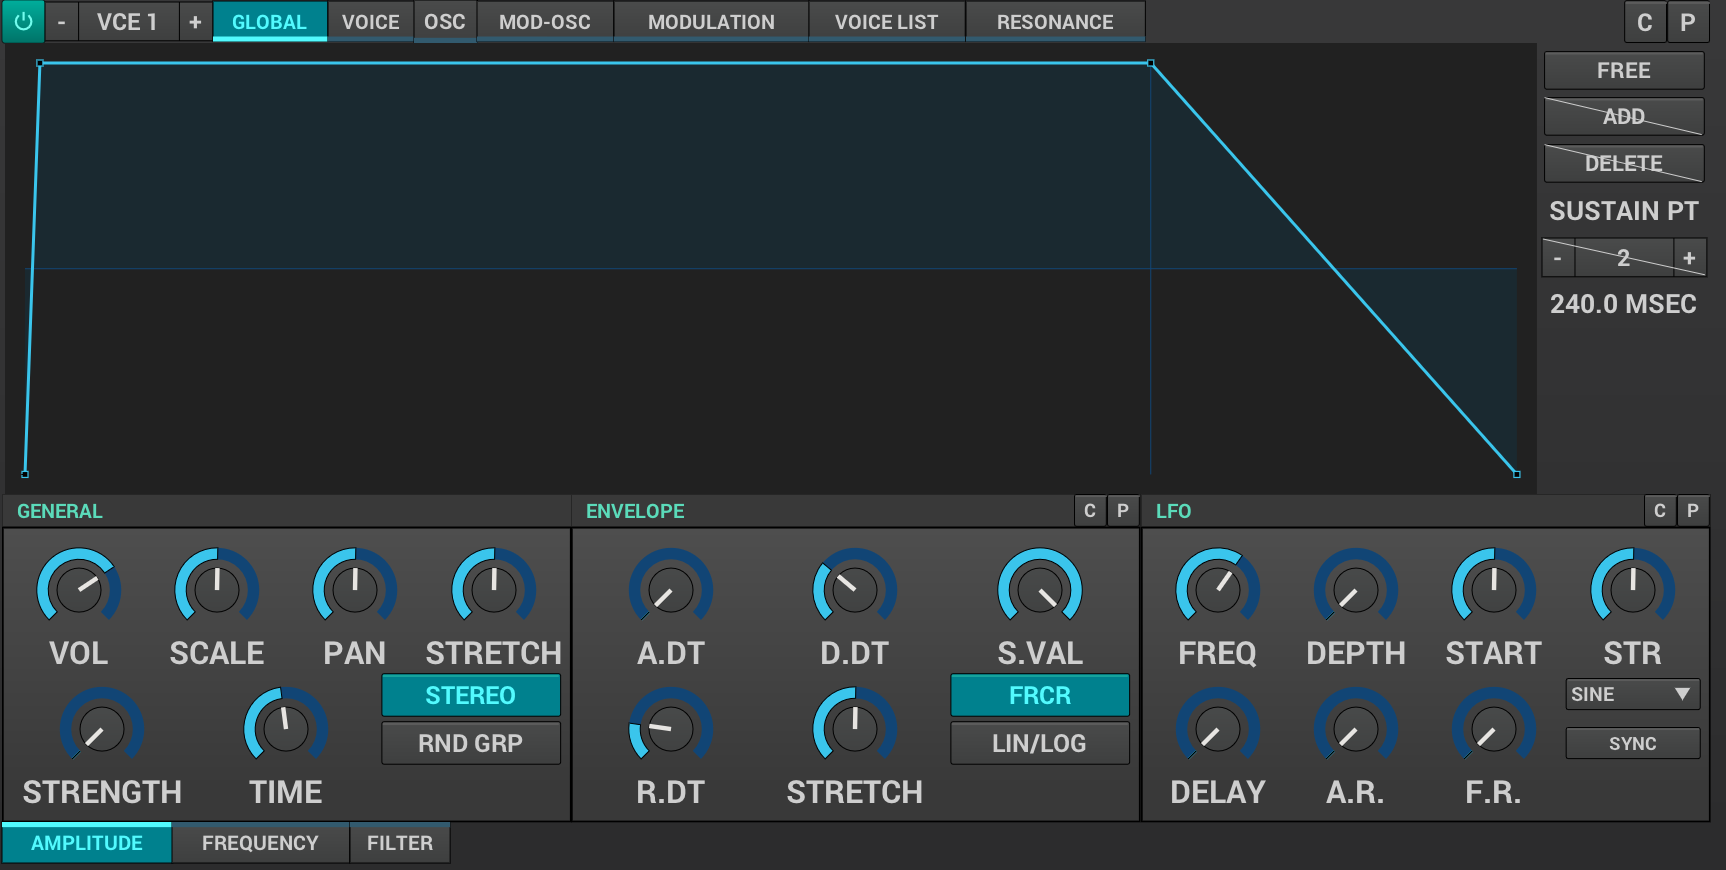 - VCE 1 + GLOBAL VOICE OSC MOD-OSC MODULATION VOICE LIST RESONANCE C P
FREE
ADD
DELETE
SUSTAIN PT
- 2 +
240.0 MSEC
GENERAL
VOL SCALE PAN STRETCH
STEREO
RND GRP
STRENGTH TIME
ENVELOPE C P
A.DT D.DT S.VAL
FRCR
LIN/LOG
R.DT STRETCH
LFO C P
FREQ DEPTH START STR
SINE
SYNC
DELAY A.R. F.R.
AMPLITUDE FREQUENCY FILTER